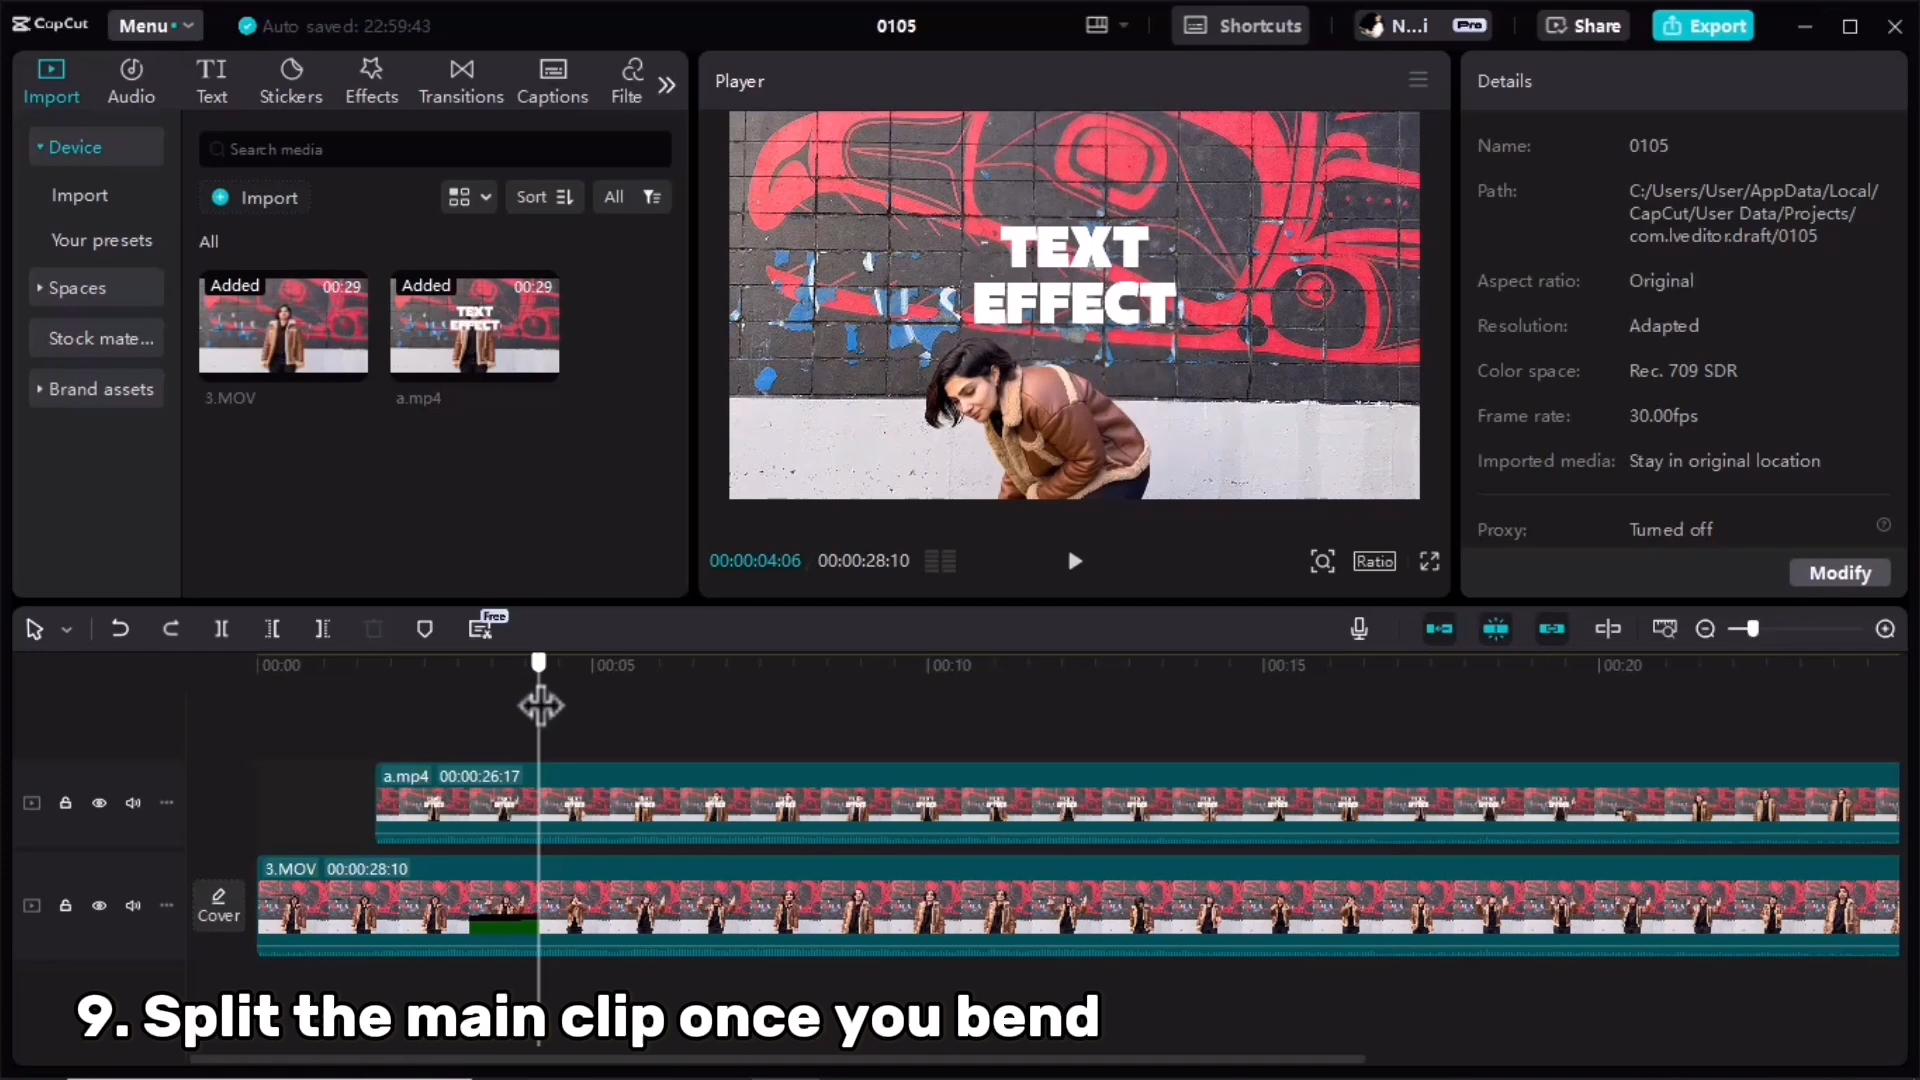 CapCut
Menu
Auto saved: 22:59:43
0105
Shortcuts
N...i
Pro
Share
Export
Import
Audio
Text
Stickers
Effects
Transitions
Captions
Filte
Device
Import
Your presets
Spaces
Stock mate...
Brand assets
Search media
Import
Sort
All
All
Added
00:29
TEXT
EFFECT
Added
00:29
3.MOV
a.mp4
Player
TEXT
EFFECT
00:00:04:06
00:00:28:10
Ratio
Details
Name:
0105
Path:
C:/Users/User/AppData/Local/
CapCut/User Data/Projects/
com.lveditor.draft/0105
Aspect ratio:
Original
Resolution:
Adapted
Color space:
Rec. 709 SDR
Frame rate:
30.00fps
Imported media:
Stay in original location
Proxy:
Turned off
Modify
Free
00:00
00:05
00:10
00:15
00:20
a.mp4 00:00:26:17
3.MOV 00:00:28:10
Cover
9. Split the main clip once you bend